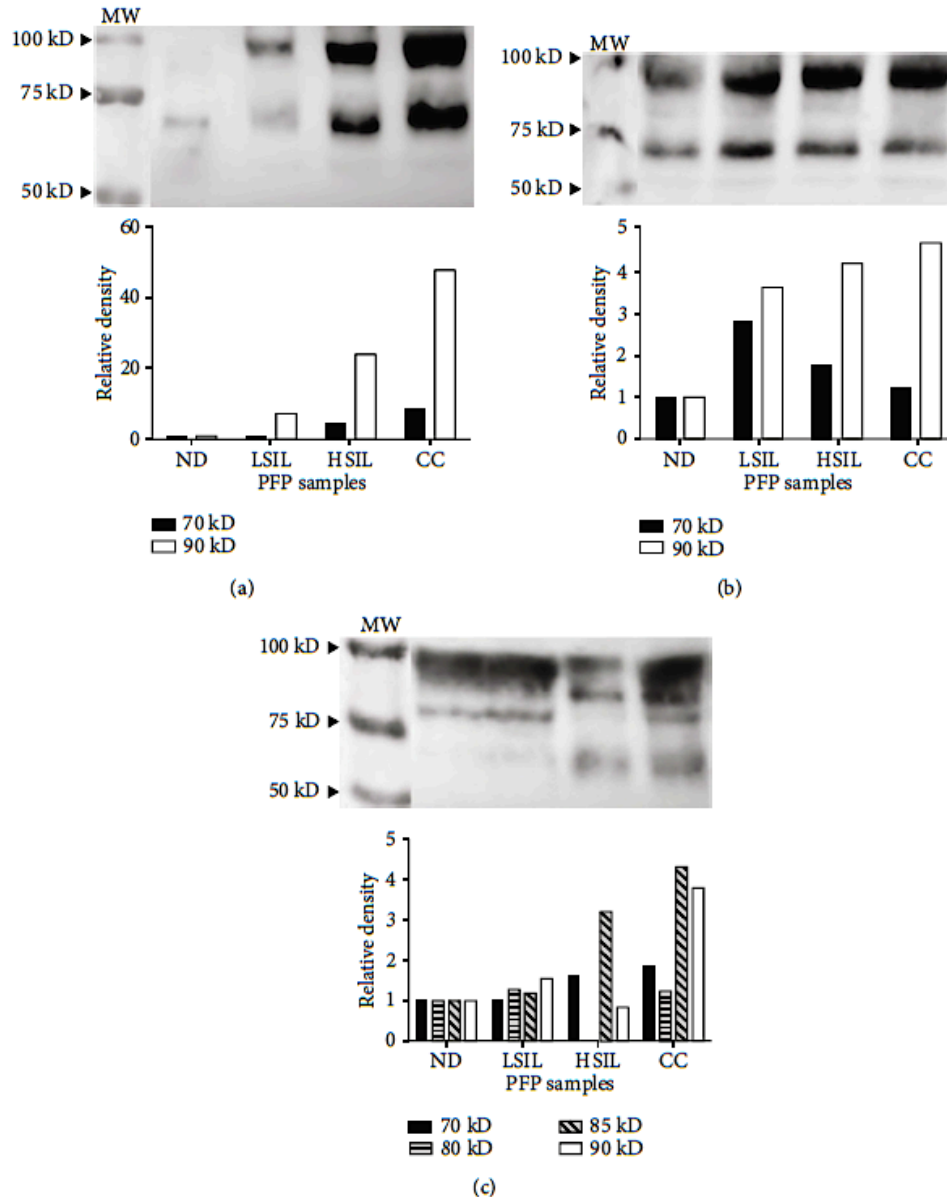 MW
100 kD
75 kD
50 kD
60
40
20
0
Relative density
ND LSIL HSIL CC
PFP samples
70 kD
90 kD
(a)
MW
100 kD
75 kD
50 kD
5
4
3
2
1
0
Relative density
ND LSIL HSIL CC
PFP samples
70 kD
90 kD
(b)
MW
100 kD
75 kD
50 kD
5
4
3
2
1
0
Relative density
ND LSIL HSIL CC
PFP samples
70 kD 85 kD
80 kD 90 kD
(c)